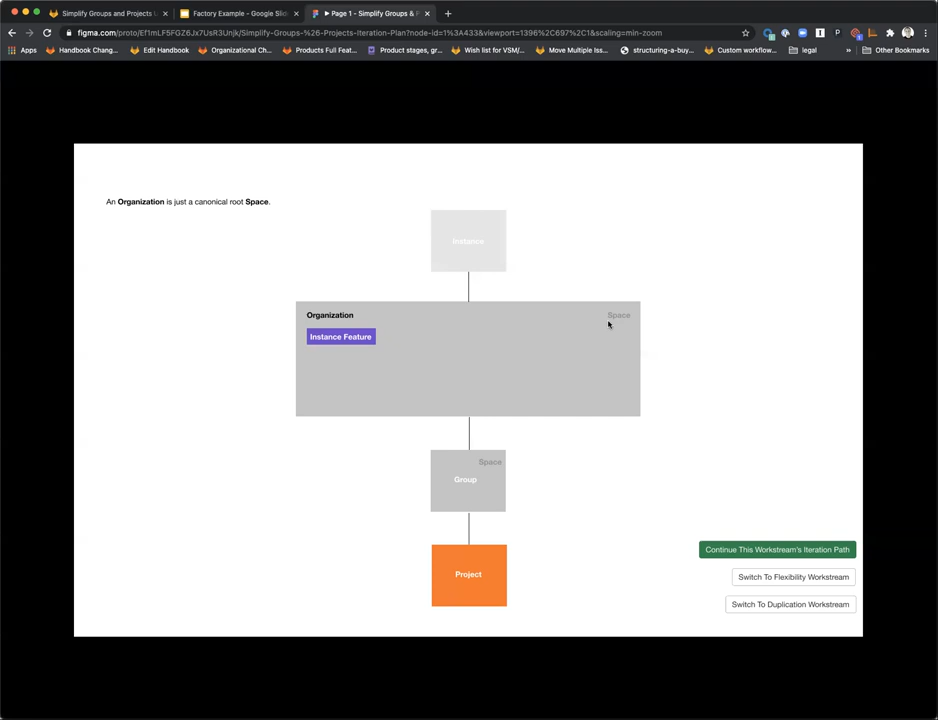 Simplify Groups and Projects L
Factory Example - Google Slide
Page 1 - Simplify Groups & P
figma.com/proto/Ef1mLF5FGZ6Jx7UsR3Unjk/Simplify-Groups-%26-Projects-Iteration-Plan?node-id=1%3A433&viewport=1396%2C697%2C1&scaling=min-zoom
Apps
Handbook Chang...
Edit Handbook
Organizational Ch...
Products Full Feat...
Product stages, gr...
Wish list for VSM/...
Move Multiple Iss...
structuring-a-buy...
Custom workflow...
legal
»
Other Bookmarks
An Organization is just a canonical root Space.
Instance
Organization
Space
Instance Feature
Space
Group
Continue This Workstream's Iteration Path
Project
Switch To Flexibility Workstream
Switch To Duplication Workstream